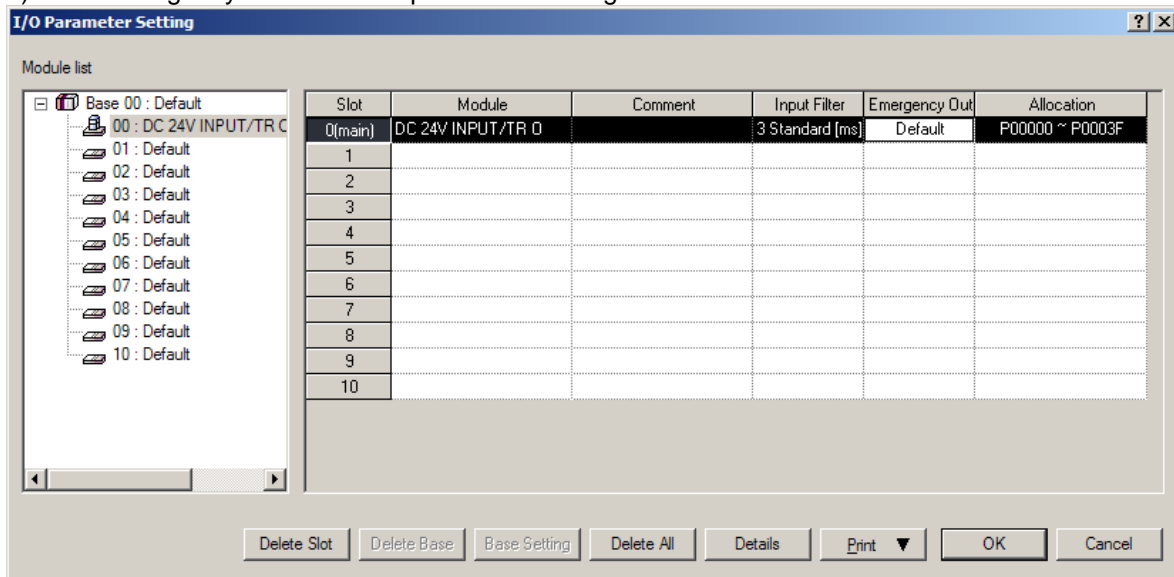 I/O Parameter Setting
Module list
Base 00 : Default
00 : DC 24V INPUT/TR O
01 : Default
02 : Default
03 : Default
04 : Default
05 : Default
06 : Default
07 : Default
08 : Default
09 : Default
10 : Default
Slot Module Comment Input Filter Emergency Out Allocation
0(main) DC 24V INPUT/TR O 3 Standard [ms] Default P00000 ~ P0003F
1
2
3
4
5
6
7
8
9
10
Delete Slot Delete Base Base Setting Delete All Details Print ▼ OK Cancel